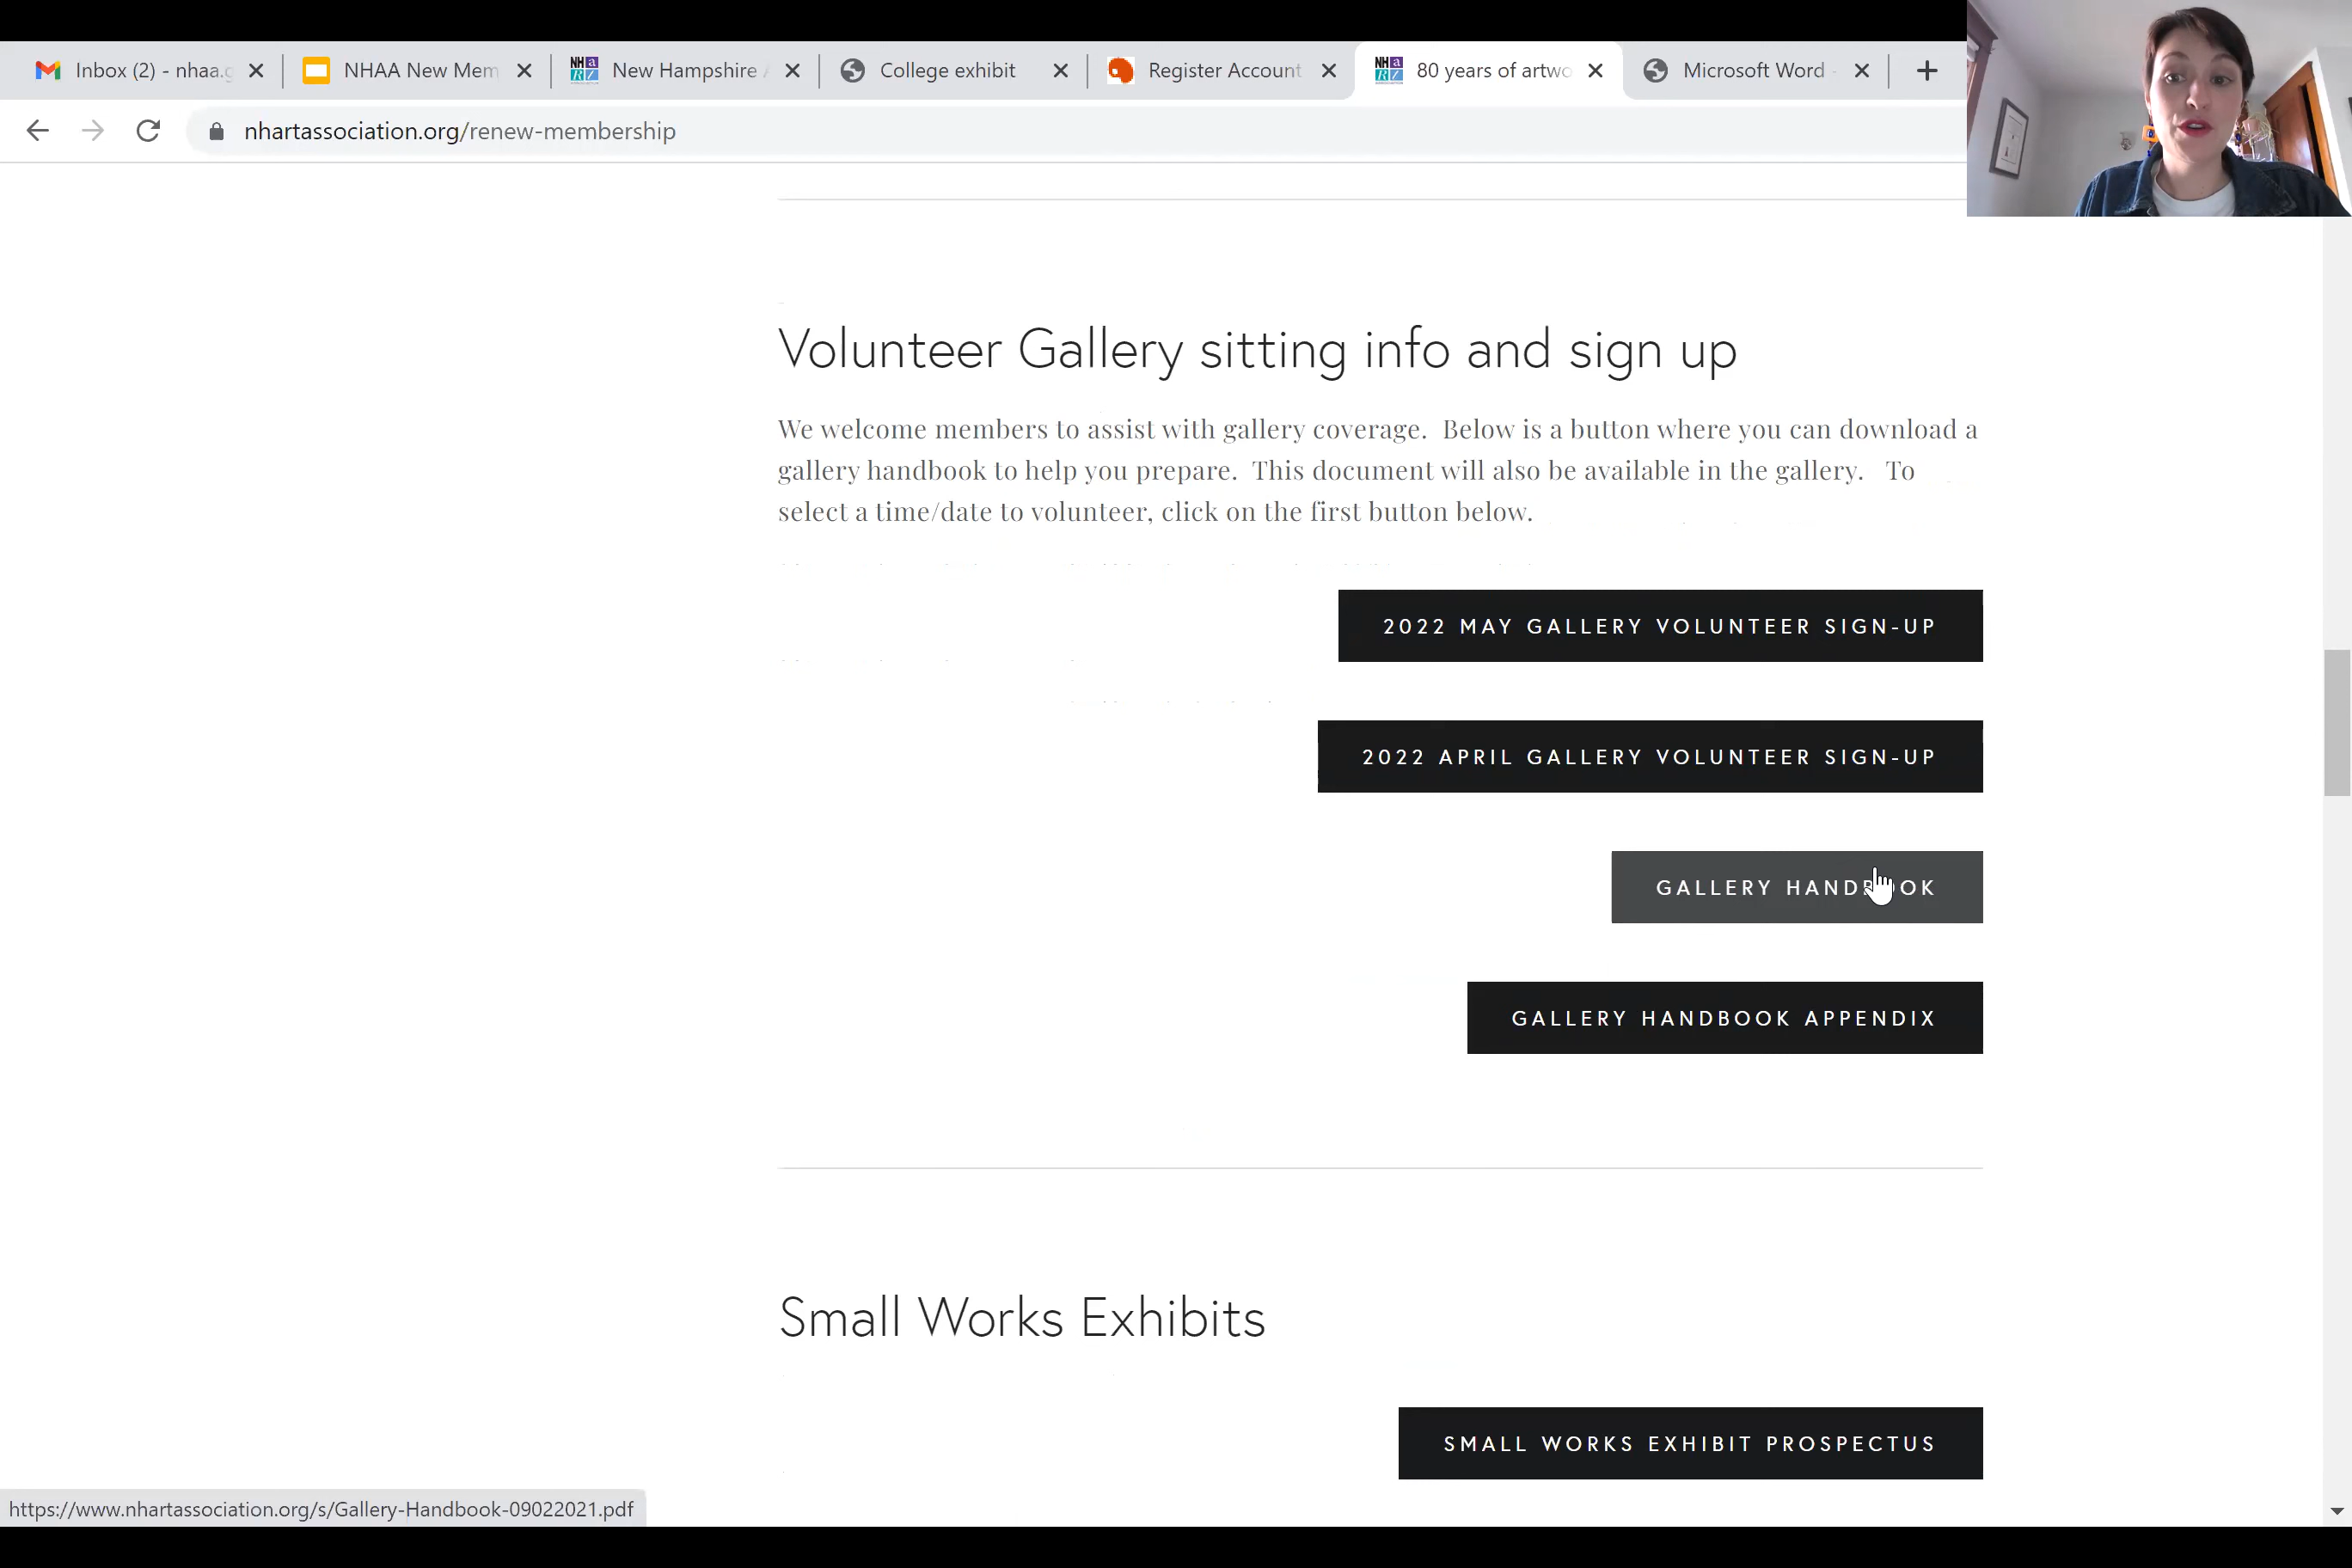 Inbox (2) - nhaa.g
NHAA New Mem
New Hampshire A
College exhibit
Register Account
80 years of artwo
Microsoft Word -
nhartassociation.org/renew-membership
Volunteer Gallery sitting info and sign up
We welcome members to assist with gallery coverage. Below is a button where you can download a
gallery handbook to help you prepare. This document will also be available in the gallery. To
select a time/date to volunteer, click on the first button below.
2022 MAY GALLERY VOLUNTEER SIGN-UP
2022 APRIL GALLERY VOLUNTEER SIGN-UP
GALLERY HANDBOOK
GALLERY HANDBOOK APPENDIX
Small Works Exhibits
SMALL WORKS EXHIBIT PROSPECTUS
https://www.nhartassociation.org/s/Gallery-Handbook-09022021.pdf